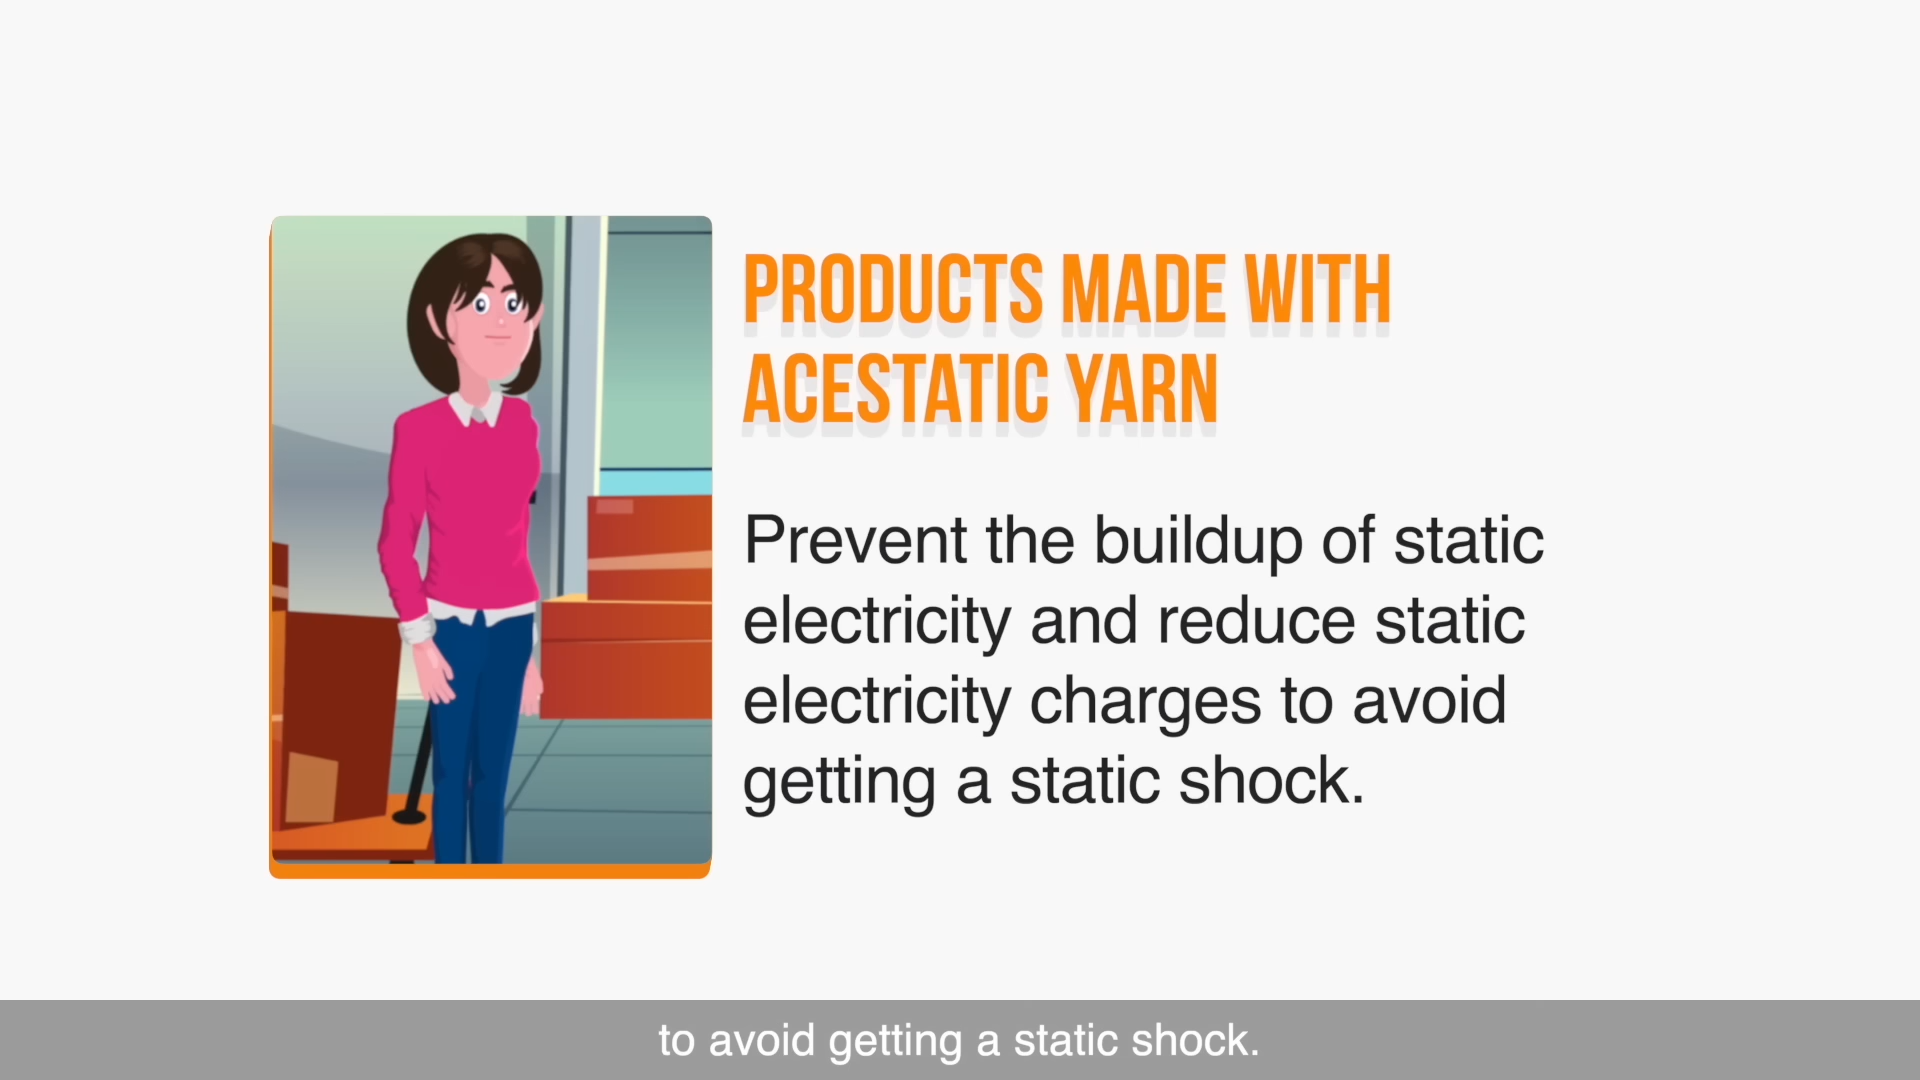 PRODUCTS MADE WITH
ACESTATIC YARN
Prevent the buildup of static
electricity and reduce static
electricity charges to avoid
getting a static shock.
to avoid getting a static shock.